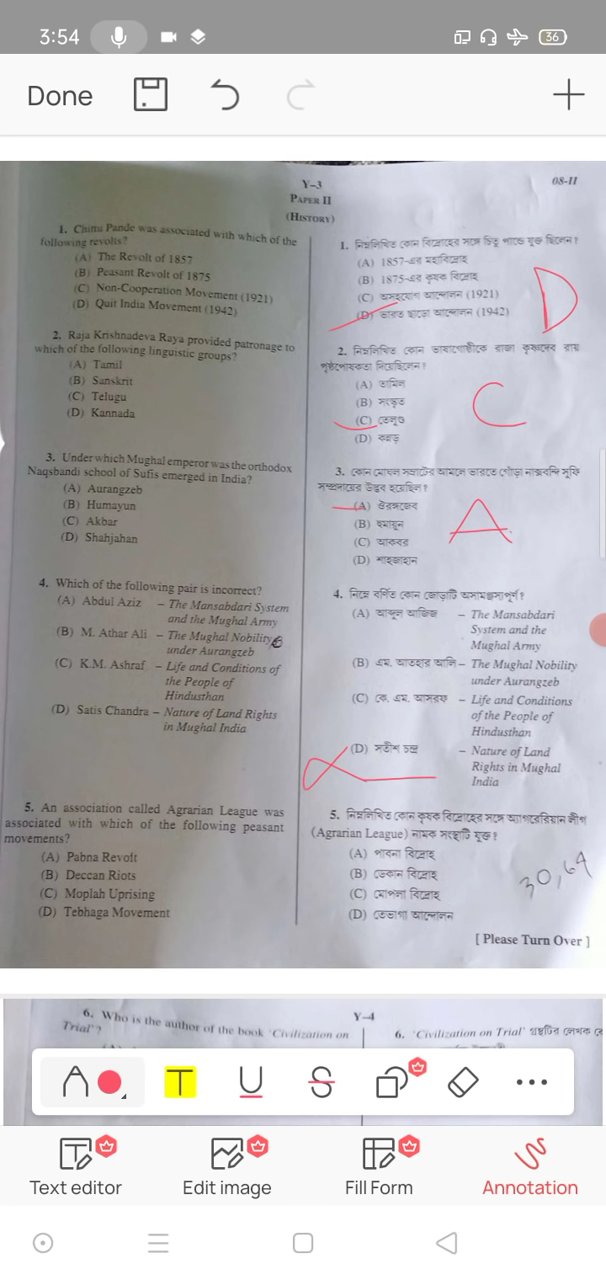 3:54
36
Done
Y-3
08-II
PAPER II
(HISTORY)
1. Chittu Pande was associated with which of the
following revolts?
(A) The Revolt of 1857
(B) Peasant Revolt of 1875
(C) Non-Cooperation Movement (1921)
(D) Quit India Movement (1942)
2. Raja Krishnadeva Raya provided patronage to
which of the following linguistic groups?
(A) Tamil
(B) Sanskrit
(C) Telugu
(D) Kannada
3. Under which Mughal emperor was the orthodox
Naqsbandi school of Sufis emerged in India?
(A) Aurangzeb
(B) Humayun
(C) Akbar
(D) Shahjahan
4. Which of the following pair is incorrect?
(A) Abdul Aziz – The Mansabdari System
and the Mughal Army
(B) M. Athar Ali – The Mughal Nobility
under Aurangzeb
(C) K.M. Ashraf – Life and Conditions of
the People of
Hindusthan
(D) Satis Chandra – Nature of Land Rights
in Mughal India
5. An association called Agrarian League was
associated with which of the following peasant
movements?
(A) Pabna Revolt
(B) Deccan Riots
(C) Moplah Uprising
(D) Tebhaga Movement
1. নিম্নলিখিত কোন বিদ্রোহের সঙ্গে চিতু পাণ্ডে যুক্ত ছিলেন?
(A) 1857-এর মহাবিদ্রোহ
(B) 1875-এর কৃষক বিদ্রোহ
(C) অসহযোগ আন্দোলন (1921)
(D) ভারত ছাড়ো আন্দোলন (1942)
D
2. নিম্নলিখিত কোন ভাষাগোষ্ঠীকে রাজা কৃষ্ণদেব রায়
পৃষ্ঠপোষকতা দিয়েছিলেন?
(A) তামিল
(B) সংস্কৃত
(C) তেলুগু
(D) কন্নড়
C
3. কোন মোঘল সম্রাটের আমলে ভারতে গোঁড়া নাক্সবন্দি সুফি
সম্প্রদায়ের উদ্ভব হয়েছিল?
(A) ঔরঙ্গজেব
(B) হুমায়ুন
(C) আকবর
(D) শাহজাহান
A
4. নিম্নে বর্ণিত কোন জোড়াটি অসামঞ্জস্যপূর্ণ?
(A) আব্দুল আজিজ – The Mansabdari
System and the
Mughal Army
(B) এম. আতহার আলি – The Mughal Nobility
under Aurangzeb
(C) কে. এম. আসরফ – Life and Conditions
of the People of
Hindusthan
(D) সতীশ চন্দ্র – Nature of Land
Rights in Mughal
India
5. নিম্নলিখিত কোন কৃষক বিদ্রোহের সঙ্গে অ্যাগরেরিয়ান লীগ
(Agrarian League) নামক সংস্থাটি যুক্ত?
(A) পাবনা বিদ্রোহ
(B) ডেকান বিদ্রোহ
(C) মোপলা বিদ্রোহ
(D) তেভাগা আন্দোলন
30,64
[ Please Turn Over ]
Y-4
6. Who is the author of the book 'Civilization on
Trial'?
6. 'Civilization on Trial' গ্রন্থটির লেখক
T U S
Text editor
Edit image
Fill Form
Annotation